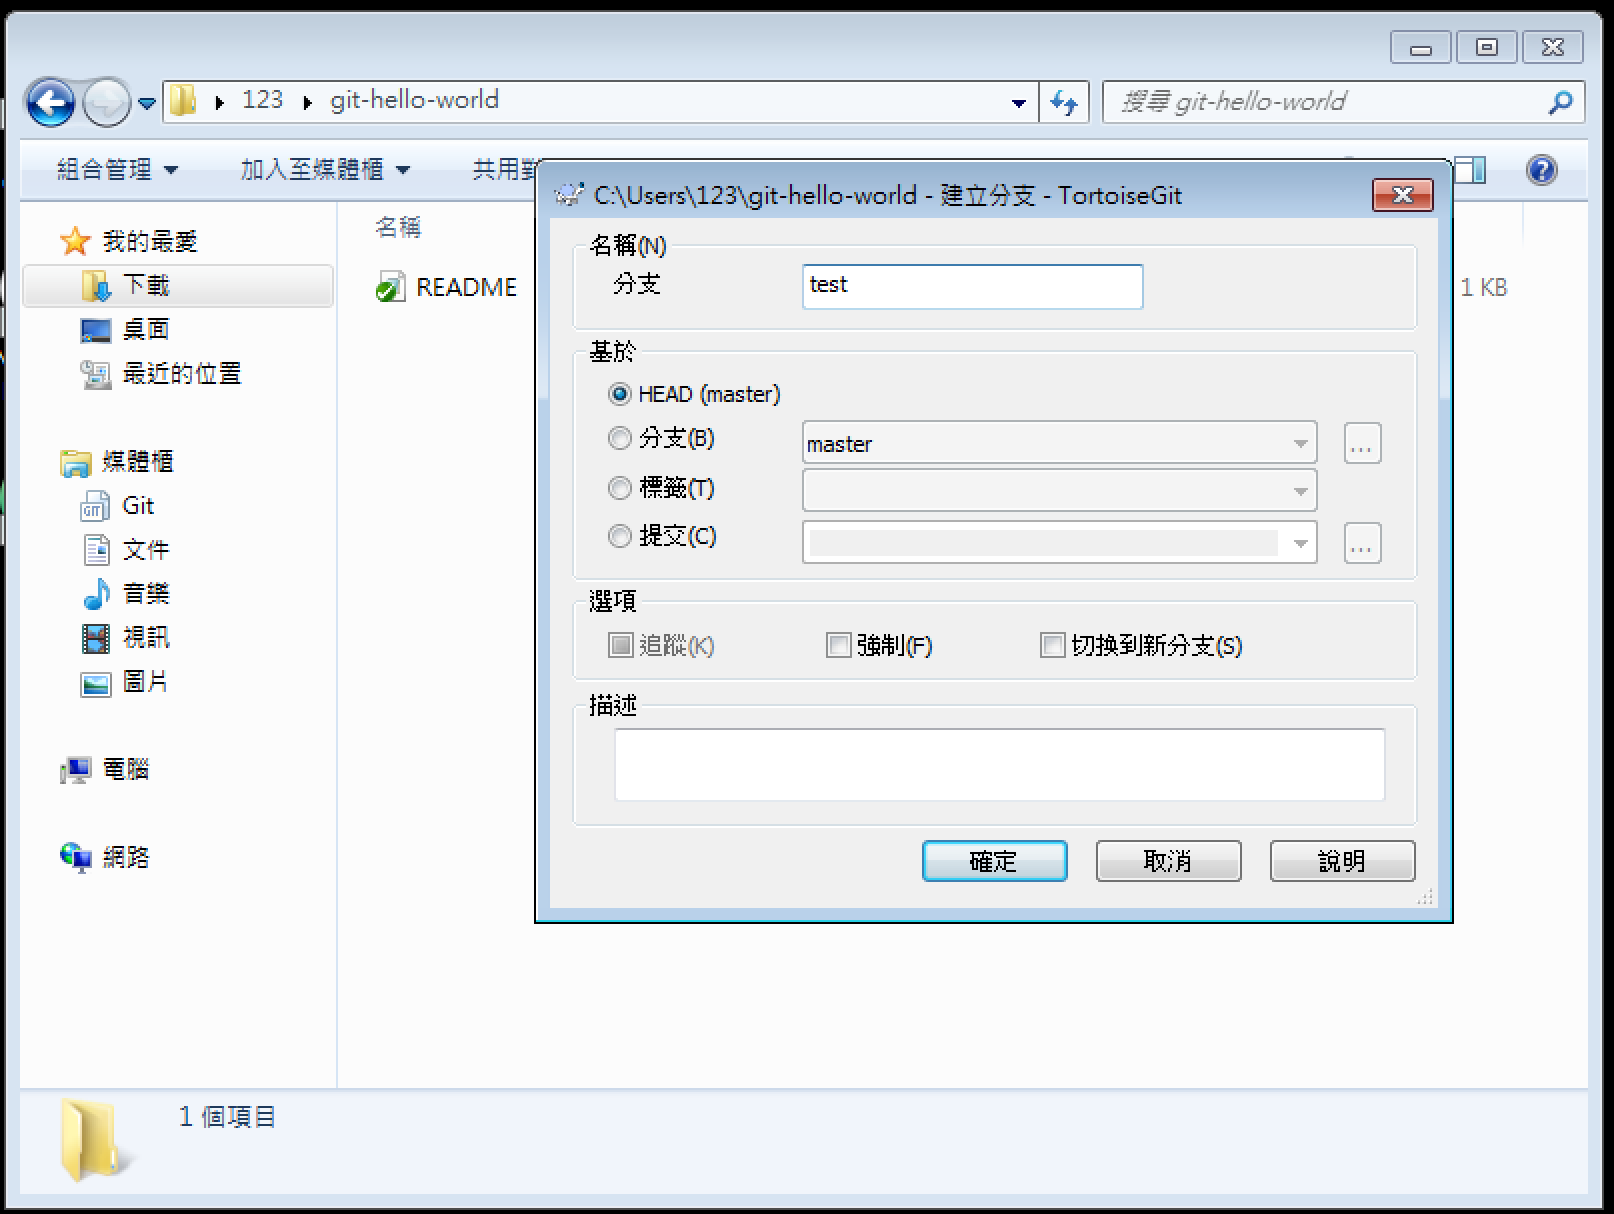 123 git-hello-world
搜尋 git-hello-world
組合管理 加入至媒體櫃 共用
C:\Users\123\git-hello-world - 建立分支 - TortoiseGit
我的最愛
下載
桌面
最近的位置
媒體櫃
Git
文件
音樂
視訊
圖片
電腦
網路
名稱
README
1 KB
名稱(N)
分支 test
基於
HEAD (master)
分支(B) master ...
標籤(T)
提交(C) ...
選項
追蹤(K) 強制(F) 切換到新分支(S)
描述
確定 取消 說明
1 個項目